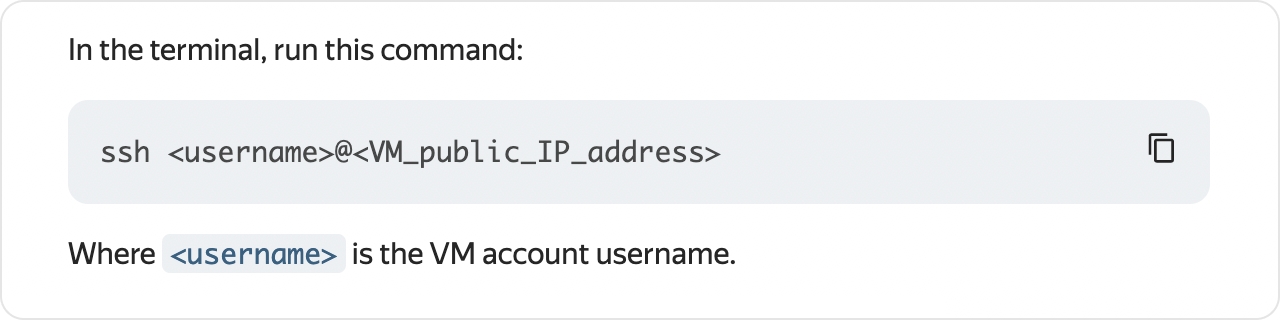 In the terminal, run this command:
ssh <username>@<VM_public_IP_address>
Where <username> is the VM account username.